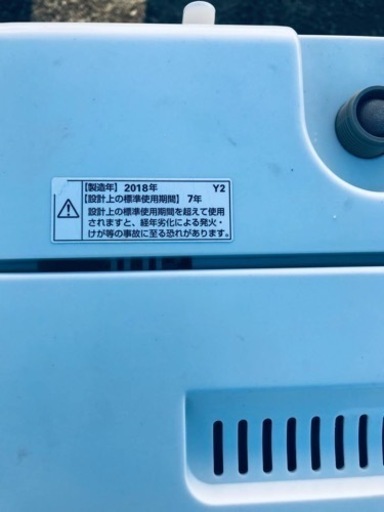 【製造年】2018年 Y2
【設計上の標準使用期間】7年
設計上の標準使用期間を超えて使用
されますと、経年劣化による発火・
けが等の事故に至る恐れがあります。